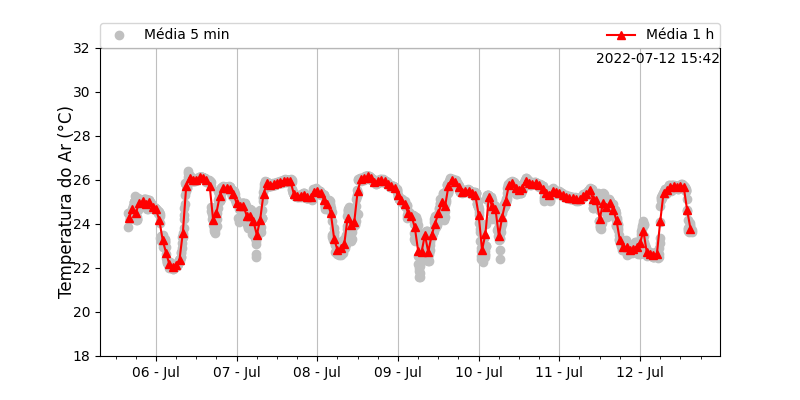 Média 5 min
Média 1 h
2022-07-12 15:42
Temperatura do Ar (°C)
32
30
28
26
24
22
20
18
06 - Jul
07 - Jul
08 - Jul
09 - Jul
10 - Jul
11 - Jul
12 - Jul